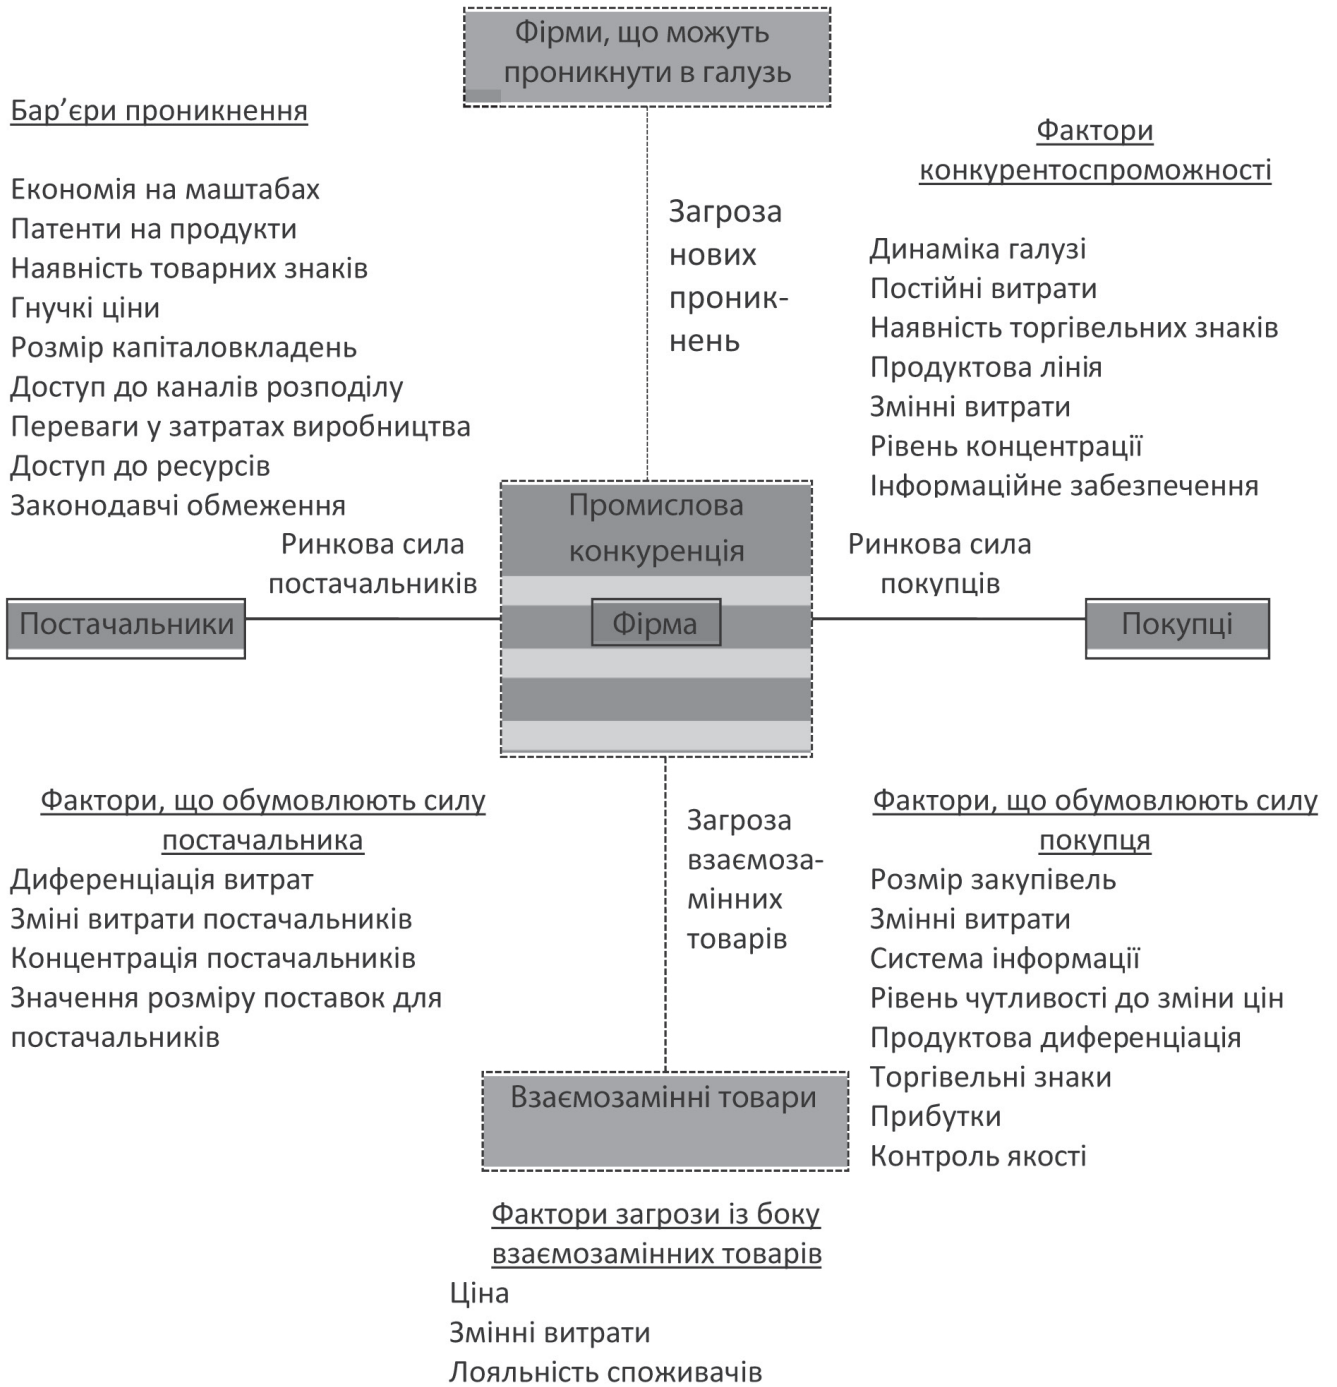 Фірми, що можуть
проникнути в галузь
Бар’єри проникнення
Економія на маштабах
Патенти на продукти
Наявність товарних знаків
Гнучкі ціни
Розмір капіталовкладень
Доступ до каналів розподілу
Переваги у затратах виробництва
Доступ до ресурсів
Законодавчі обмеження
Загроза
нових
проник-
нень
Фактори
конкурентоспроможності
Динаміка галузі
Постійні витрати
Наявність торгівельних знаків
Продуктова лінія
Змінні витрати
Рівень концентрації
Інформаційне забезпечення
Ринкова сила
постачальників
Промислова
конкуренція
Ринкова сила
покупців
Постачальники
Фірма
Покупці
Фактори, що обумовлюють силу
постачальника
Диференціація витрат
Зміні витрати постачальників
Концентрація постачальників
Значення розміру поставок для
постачальників
Загроза
взаємоза-
мінних
товарів
Фактори, що обумовлюють силу
покупця
Розмір закупівель
Змінні витрати
Система інформації
Рівень чутливості до зміни цін
Продуктова диференціація
Торгівельні знаки
Прибутки
Контроль якості
Взаємозамінні товари
Фактори загрози із боку
взаємозамінних товарів
Ціна
Змінні витрати
Лояльність споживачів